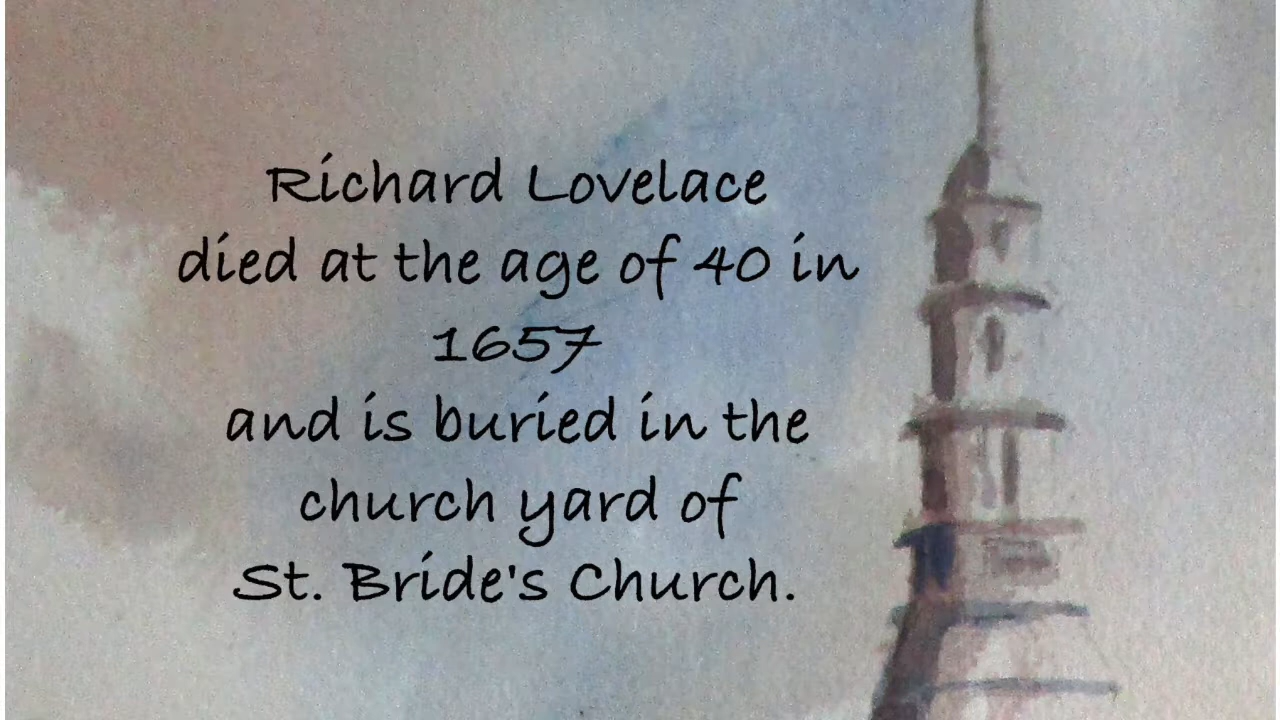 Richard Lovelace
died at the age of 40 in
1657
and is buried in the
church yard of
St. Bride's Church.